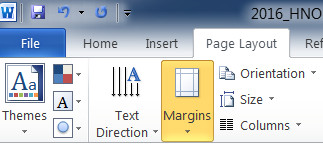 2016_HNO
File Home Insert Page Layout Ref
Aa
A
Themes
Text
Direction
Margins
Orientation
Size
Columns